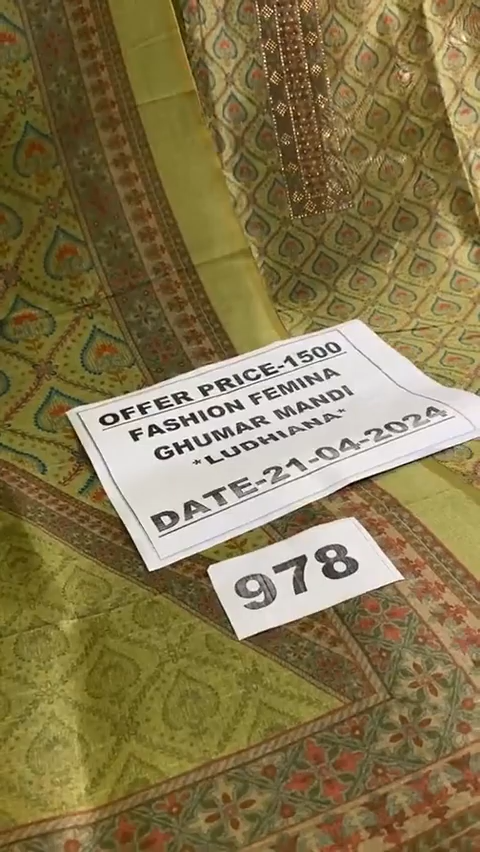 OFFER PRICE-1500
FASHION FEMINA
GHUMAR MANDI
*LUDHIANA*
DATE-21-04-2024
978